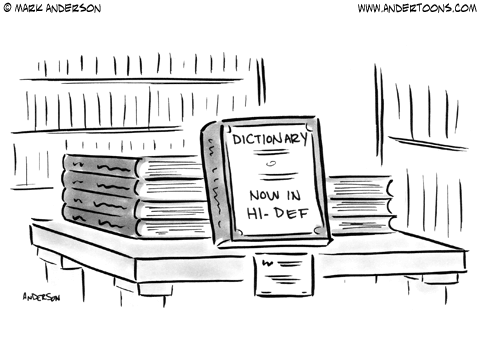 © MARK ANDERSON
WWW.ANDERTOONS.COM
DICTIONARY
NOW IN
HI-DEF
ANDERSON